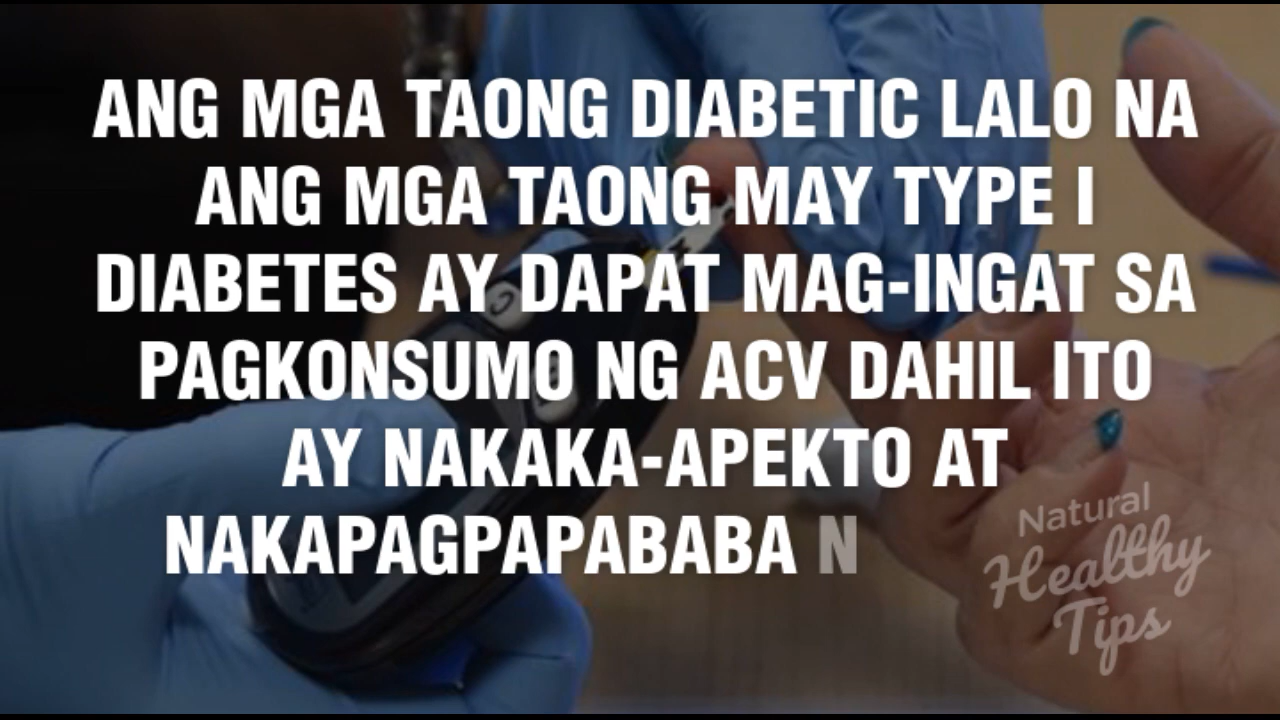 ANG MGA TAONG DIABETIC LALO NA
ANG MGA TAONG MAY TYPE I
DIABETES AY DAPAT MAG-INGAT SA
PAGKONSUMO NG ACV DAHIL ITO
AY NAKAKA-APEKTO AT
NAKAPAGPAPABABA N
Natural
Healthy
Tips